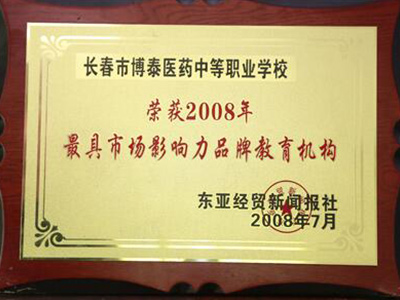 长春市博泰医药中等职业学校
荣获2008年
最具市场影响力品牌教育机构
东亚经贸新闻报社
2008年7月